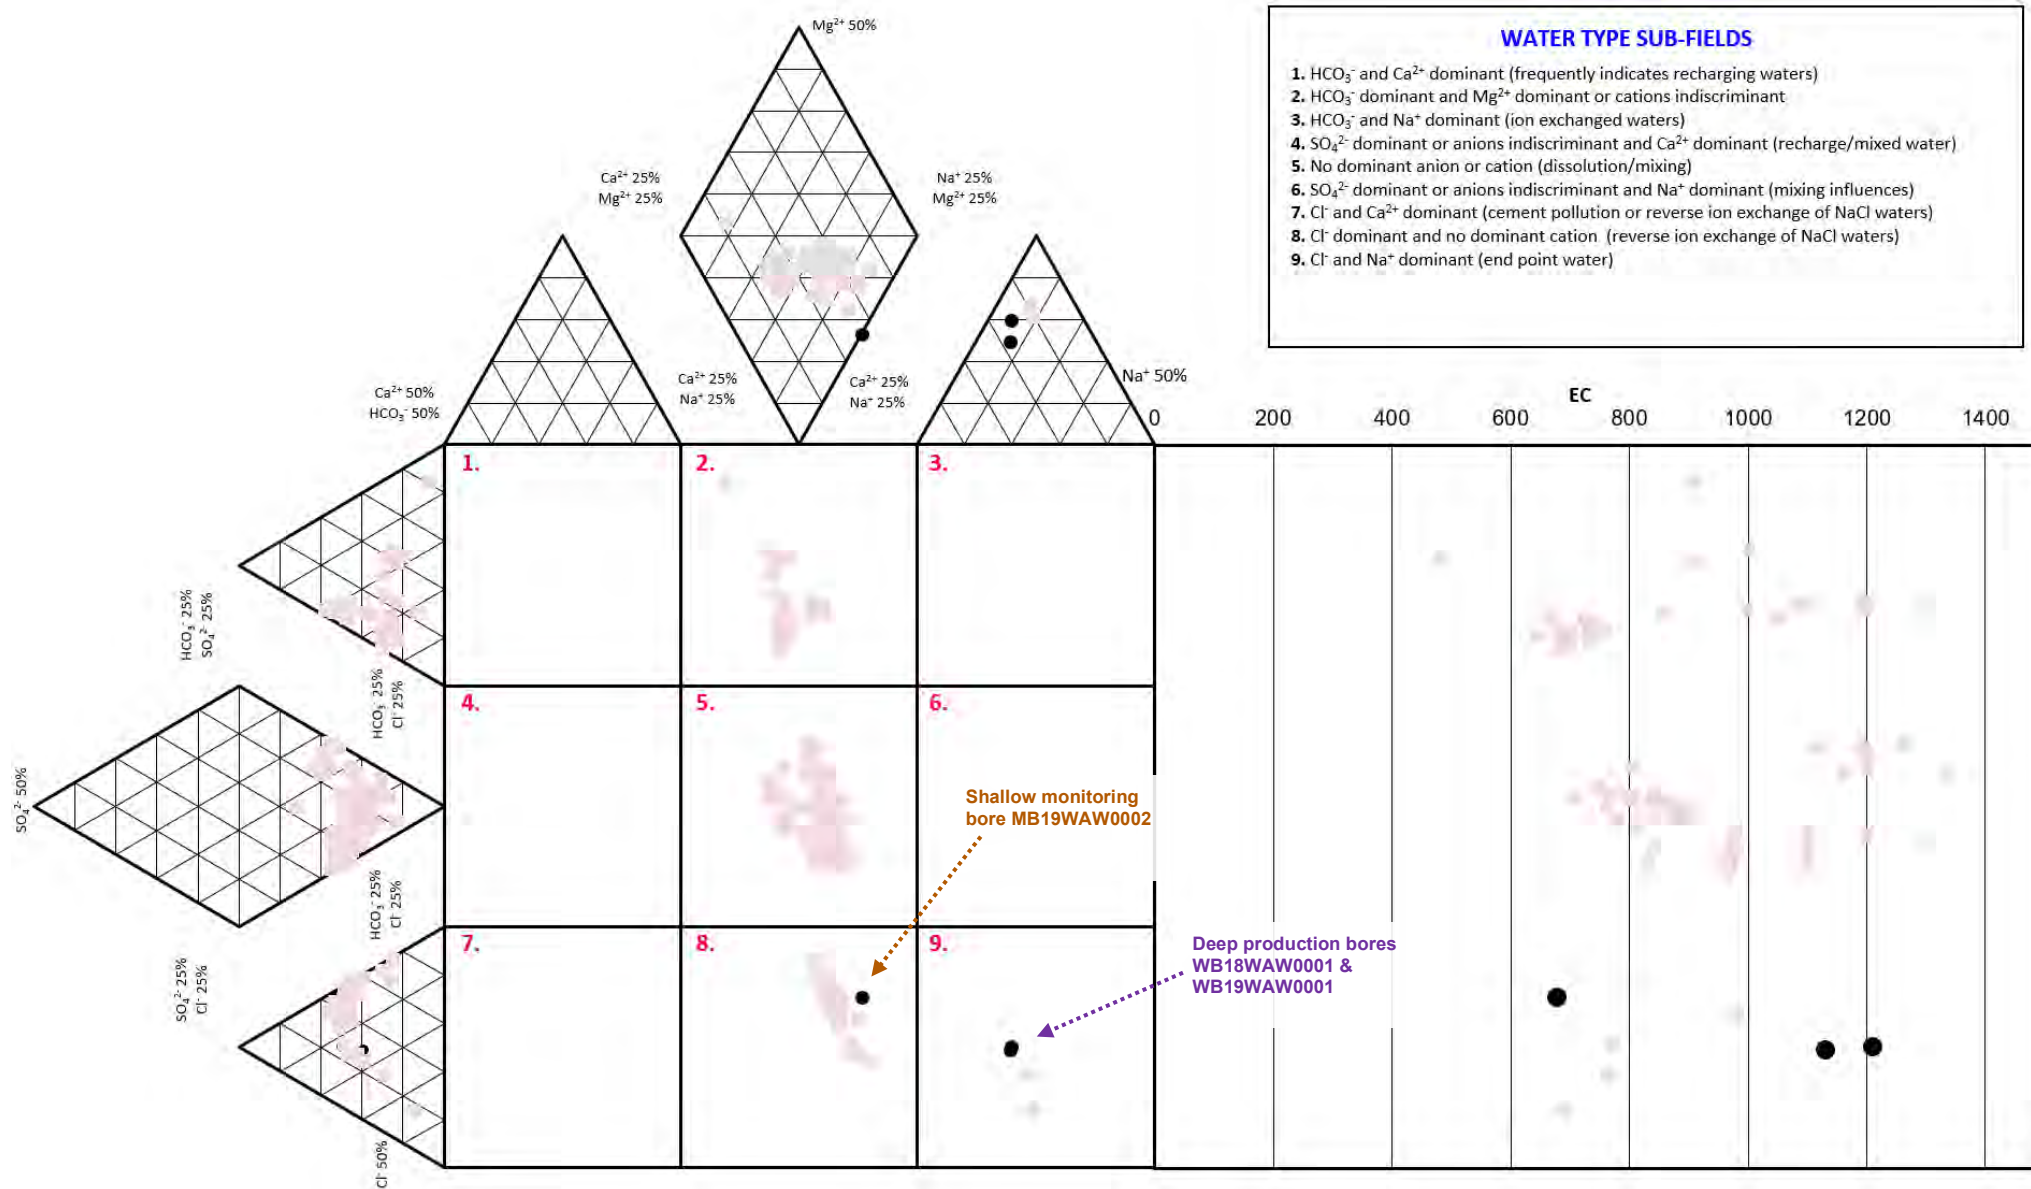 Mg²⁺ 50%
WATER TYPE SUB-FIELDS
1. HCO₃⁻ and Ca²⁺ dominant (frequently indicates recharging waters)
2. HCO₃⁻ dominant and Mg²⁺ dominant or cations indiscriminant
3. HCO₃⁻ and Na⁺ dominant (ion exchanged waters)
4. SO₄²⁻ dominant or anions indiscriminant and Ca²⁺ dominant (recharge/mixed water)
5. No dominant anion or cation (dissolution/mixing)
6. SO₄²⁻ dominant or anions indiscriminant and Na⁺ dominant (mixing influences)
7. Cl⁻ and Ca²⁺ dominant (cement pollution or reverse ion exchange of NaCl waters)
8. Cl⁻ dominant and no dominant cation (reverse ion exchange of NaCl waters)
9. Cl⁻ and Na⁺ dominant (end point water)
Ca²⁺ 25%
Mg²⁺ 25%
Na⁺ 25%
Mg²⁺ 25%
Ca²⁺ 50%
HCO₃⁻ 50%
Ca²⁺ 25%
Na⁺ 25%
Ca²⁺ 25%
Na⁺ 25%
Na⁺ 50%
EC
0 200 400 600 800 1000 1200 1400
1. 2. 3.
HCO₃⁻ 25%
SO₄²⁻ 25%
HCO₃⁻ 25%
Cl⁻ 25%
4. 5. 6.
SO₄²⁻ 50%
Shallow monitoring
bore MB19WAW0002
HCO₃⁻ 25%
Cl⁻ 25%
7. 8. 9.
Deep production bores
WB18WAW0001 &
WB19WAW0001
SO₄²⁻ 25%
Cl⁻ 25%
Cl⁻ 50%